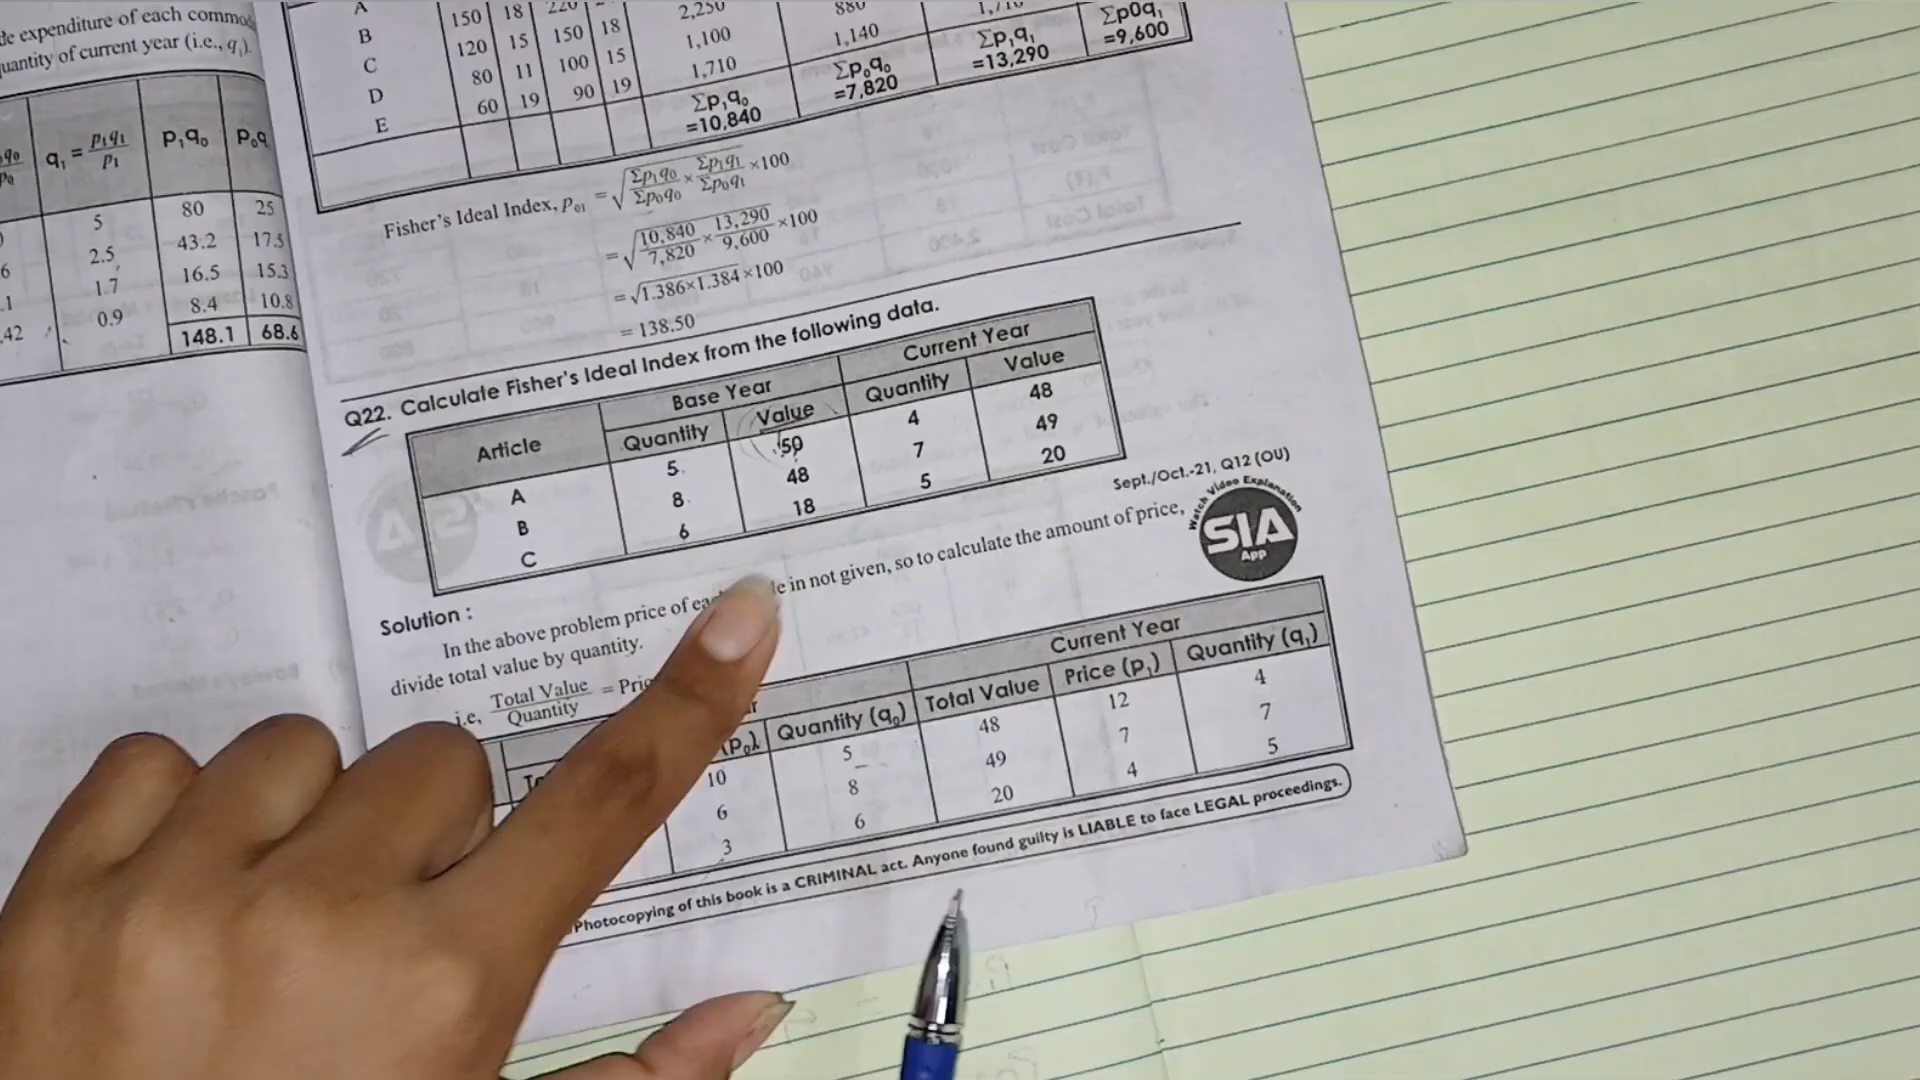 de expenditure of each
uantity of current year (i.e., q₁).
q₁ = p₁q₁/p₁ p₁q₀ p₀q
5 80 25
2.5 43.2 17.5
1.7 16.5 15.3
0.9 8.4 10.8
148.1 68.6
A 150 18
B 120 15 150 18 2,250 880
C 80 11 100 15 1,100 1,140
D 60 19 90 19 1,710
E Σp₁q₀ =10,840 Σp₀q₀ =7,820 Σp₁q₁ =13,290 Σp0q₁ =9,600
Fisher's Ideal Index, P₀₁ = √(Σp₁q₀/Σp₀q₀ × Σp₁q₁/Σp₀q₁) ×100
= √(10,840/7,820 × 13,290/9,600) ×100
= √1.386×1.384 ×100
= 138.50
Q22. Calculate Fisher's Ideal Index from the following data.
Article Base Year Current Year
Quantity Value Quantity Value
A 5 50 4 48
B 8 48 7 49
C 6 18 5 20
Sept./Oct.-21, Q12 (OU)
Watch Video Explanation
SIA
App
Solution :
In the above problem price of in not given, so to calculate the amount of price,
divide total value by quantity.
i.e, Total Value/Quantity =
Current Year
(P₀) Quantity (q₀) Total Value Price (p₁) Quantity (q₁)
10 5 48 12 4
6 8 49 7 7
3 6 20 4 5
Photocopying of this book is a CRIMINAL act. Anyone found guilty is LIABLE to face LEGAL proceedings.